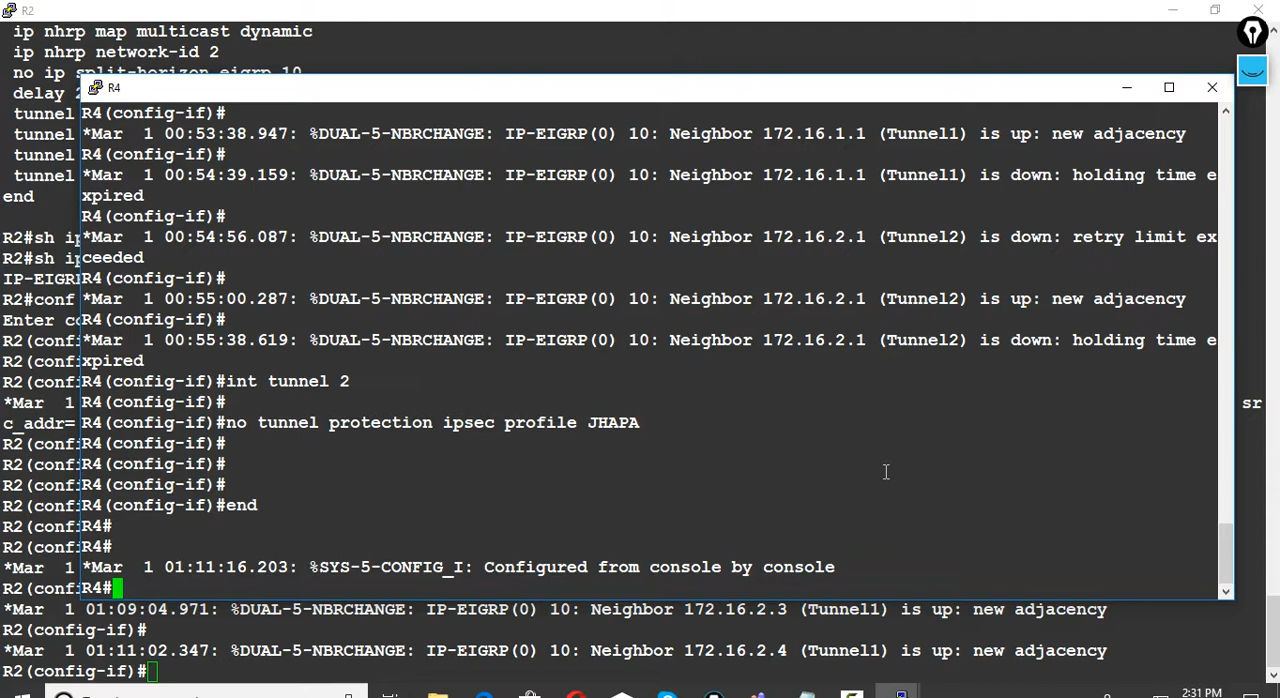 R2
ip nhrp map multicast dynamic
ip nhrp network-id 2
no ip split-horizon eigrp 10
delay
tunnel
tunnel
tunnel
tunnel
end
R2#sh ip
R2#sh ip
IP-EIGRP
R2#conf
Enter
R2(conf
R2(conf
R2(conf
*Mar 1
c_addr=
sr
R2(conf
R2(conf
R2(conf
R2(conf
R2(conf
R2(conf
*Mar 1
R2(conf
R4
R4(config-if)#
*Mar 1 00:53:38.947: %DUAL-5-NBRCHANGE: IP-EIGRP(0) 10: Neighbor 172.16.1.1 (Tunnel1) is up: new adjacency
R4(config-if)#
*Mar 1 00:54:39.159: %DUAL-5-NBRCHANGE: IP-EIGRP(0) 10: Neighbor 172.16.1.1 (Tunnel1) is down: holding time e
xpired
R4(config-if)#
*Mar 1 00:54:56.087: %DUAL-5-NBRCHANGE: IP-EIGRP(0) 10: Neighbor 172.16.2.1 (Tunnel2) is down: retry limit ex
ceeded
R4(config-if)#
*Mar 1 00:55:00.287: %DUAL-5-NBRCHANGE: IP-EIGRP(0) 10: Neighbor 172.16.2.1 (Tunnel2) is up: new adjacency
R4(config-if)#
*Mar 1 00:55:38.619: %DUAL-5-NBRCHANGE: IP-EIGRP(0) 10: Neighbor 172.16.2.1 (Tunnel2) is down: holding time e
xpired
R4(config-if)#int tunnel 2
R4(config-if)#
R4(config-if)#no tunnel protection ipsec profile JHAPA
R4(config-if)#
R4(config-if)#
R4(config-if)#
R4(config-if)#end
R4#
R4#
*Mar 1 01:11:16.203: %SYS-5-CONFIG_I: Configured from console by console
R4#
*Mar 1 01:09:04.971: %DUAL-5-NBRCHANGE: IP-EIGRP(0) 10: Neighbor 172.16.2.3 (Tunnel1) is up: new adjacency
R2(config-if)#
*Mar 1 01:11:02.347: %DUAL-5-NBRCHANGE: IP-EIGRP(0) 10: Neighbor 172.16.2.4 (Tunnel1) is up: new adjacency
R2(config-if)#
2:31 PM